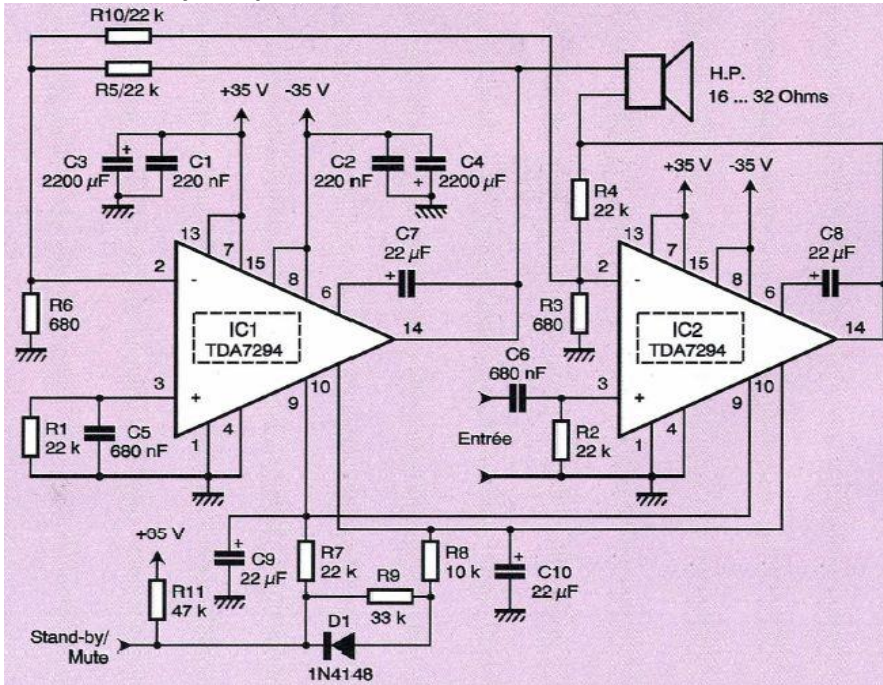 R10/22 k
R5/22 k
+35 V
-35 V
H.P.
16 ... 32 Ohms
C3
2200 µF
C1
220 nF
C2
220 nF
C4
2200 µF
R4
22 k
+35 V
-35 V
13
7
15
8
C7
22 µF
+
6
2
-
IC1
TDA7294
14
R6
680
3
+
10
9
1
4
R1
22 k
C5
680 nF
13
7
15
8
C8
22 µF
+
6
2
-
R3
680
IC2
TDA7294
14
C6
680 nF
3
+
10
9
1
4
Entrée
R2
22 k
R11
47 k
C9
22 µF
+
R7
22 k
R8
10 k
R9
33 k
C10
22 µF
+
Stand-by/
Mute
D1
1N4148